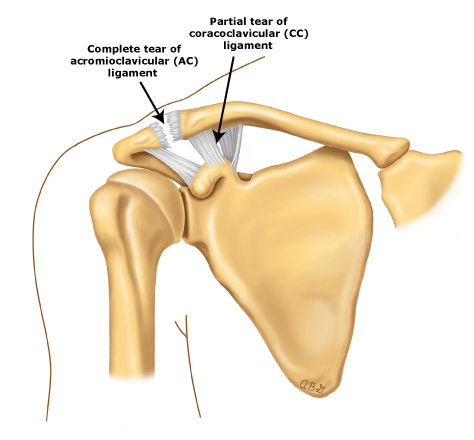 Partial tear of
coracoclavicular (CC)
ligament
Complete tear of
acromioclavicular (AC)
ligament